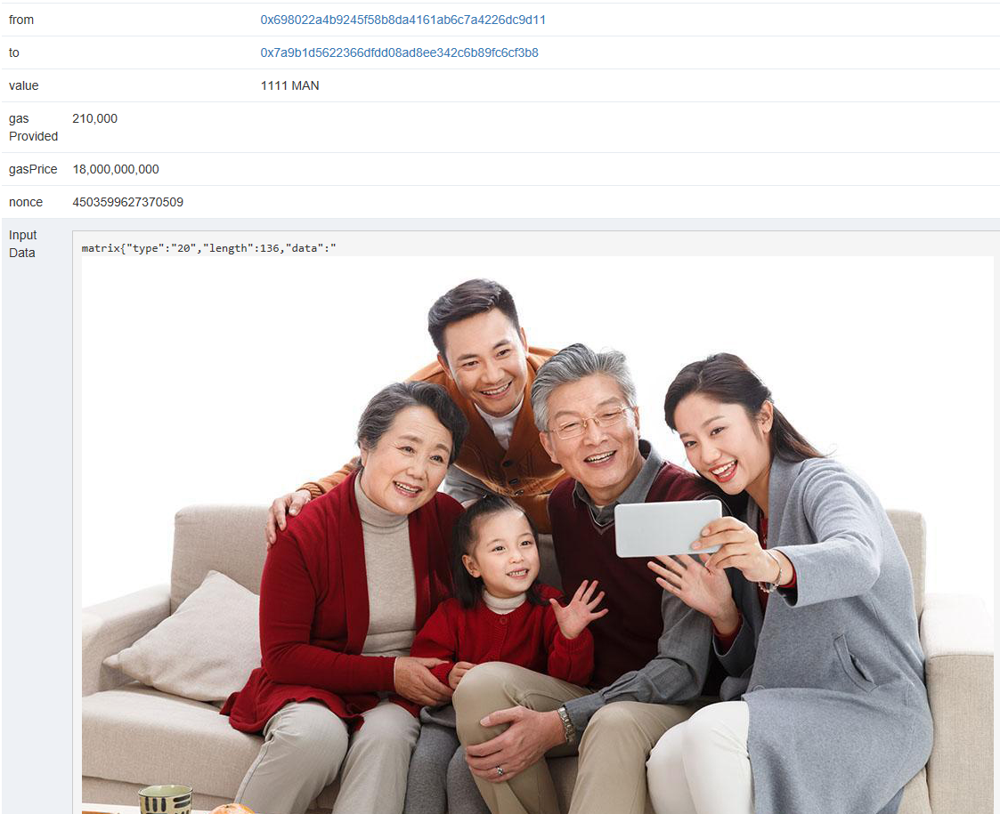 from 0x698022a4b9245f58b8da4161ab6c7a4226dc9d11
to 0x7a9b1d5622366dfdd08ad8ee342c6b89fc6cf3b8
value 1111 MAN
gas Provided 210,000
gasPrice 18,000,000,000
nonce 4503599627370509
Input Data
matrix{"type":"20","length":136,"data":"